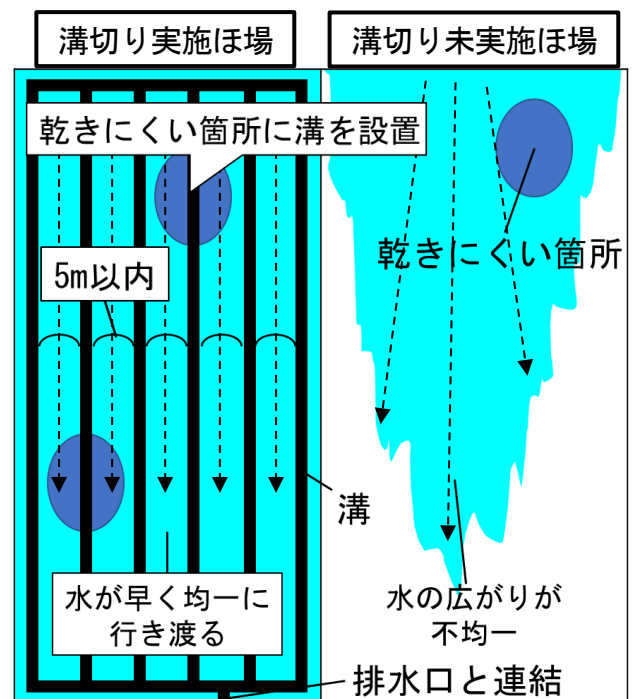 溝切り実施ほ場
溝切り未実施ほ場
乾きにくい箇所に溝を設置
乾きにくい箇所
5m以内
溝
水が早く均一に
行き渡る
水の広がりが
不均一
排水口と連結